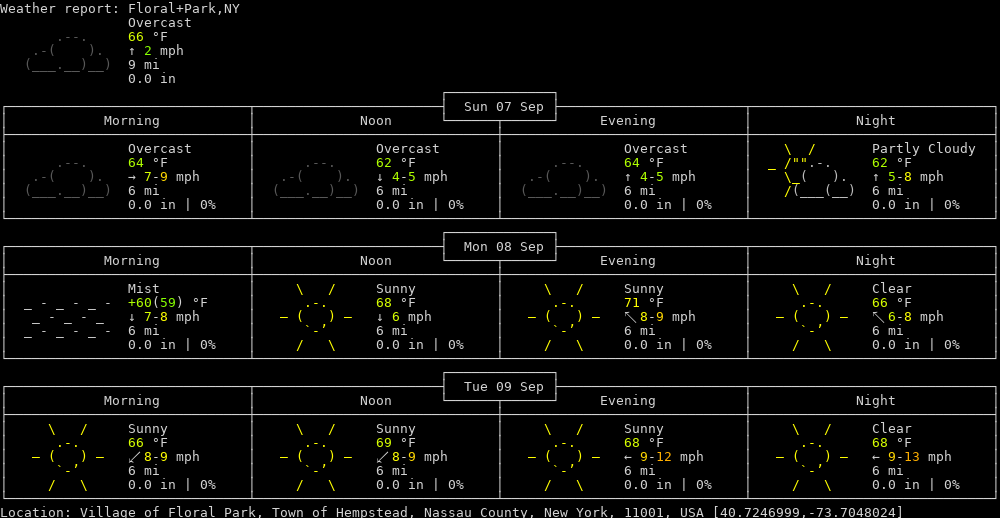 Weather report: Floral+Park,NY
Overcast
66 °F
↑ 2 mph
9 mi
0.0 in
Sun 07 Sep
Morning Noon Evening Night
Overcast Overcast Overcast Partly Cloudy
64 °F 62 °F 64 °F 62 °F
→ 7-9 mph ↓ 4-5 mph ↑ 4-5 mph ↑ 5-8 mph
6 mi 6 mi 6 mi 6 mi
0.0 in | 0% 0.0 in | 0% 0.0 in | 0% 0.0 in | 0%
Mon 08 Sep
Morning Noon Evening Night
Mist Sunny Sunny Clear
+60(59) °F 68 °F 71 °F 66 °F
↓ 7-8 mph ↓ 6 mph ↖ 8-9 mph ↖ 6-8 mph
6 mi 6 mi 6 mi 6 mi
0.0 in | 0% 0.0 in | 0% 0.0 in | 0% 0.0 in | 0%
Tue 09 Sep
Morning Noon Evening Night
Sunny Sunny Sunny Clear
66 °F 69 °F 68 °F 68 °F
↙ 8-9 mph ↙ 8-9 mph ← 9-12 mph ← 9-13 mph
6 mi 6 mi 6 mi 6 mi
0.0 in | 0% 0.0 in | 0% 0.0 in | 0% 0.0 in | 0%
Location: Village of Floral Park, Town of Hempstead, Nassau County, New York, 11001, USA [40.7246999,-73.7048024]